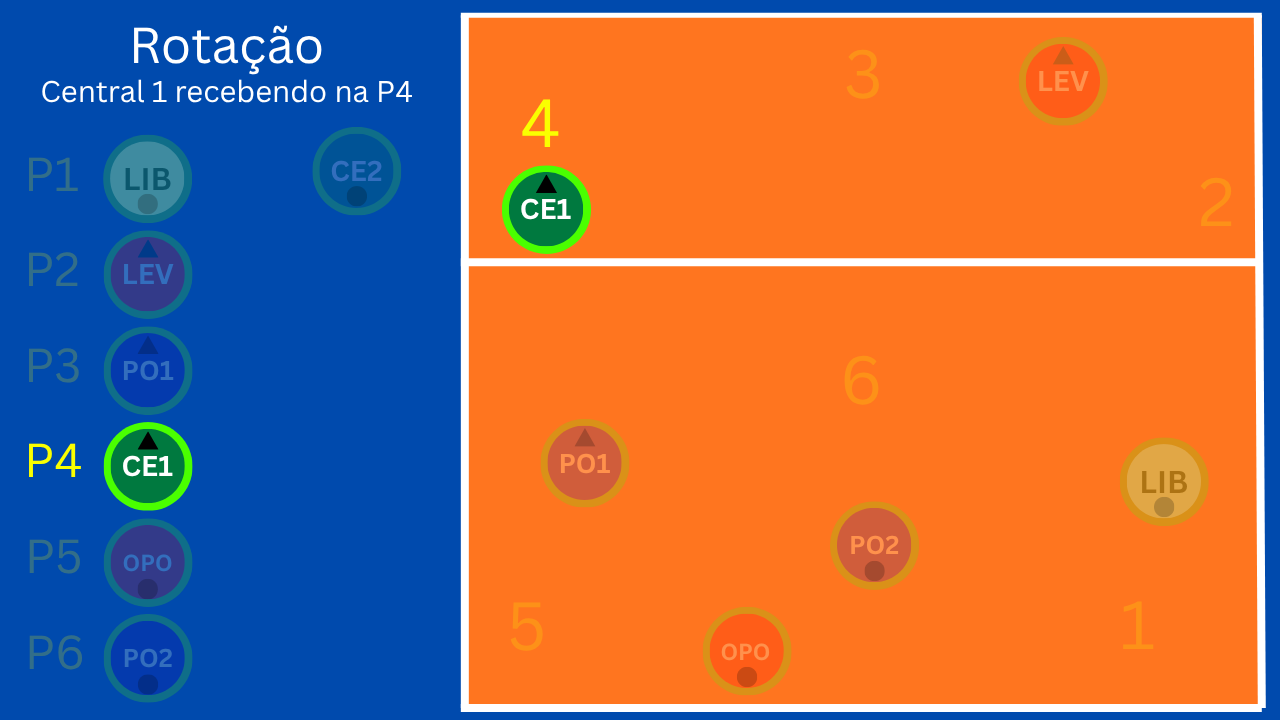 Rotação
Central 1 recebendo na P4
P1 LIB CE2
P2 LEV
P3 PO1
P4 CE1
P5 OPO
P6 PO2
3 LEV
4
CE1 2
6
PO1 LIB
PO2
5 1
OPO